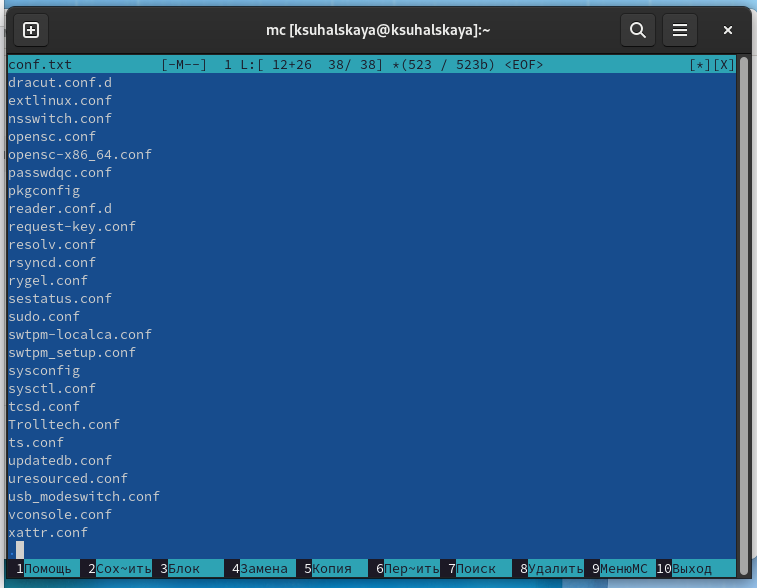 mc [ksuhalskaya@ksuhalskaya]:~
conf.txt [-M--] 1 L:[ 12+26 38/ 38] *(523 / 523b) <EOF> [*][X]
dracut.conf.d
extlinux.conf
nsswitch.conf
opensc.conf
opensc-x86_64.conf
passwdqc.conf
pkgconfig
reader.conf.d
request-key.conf
resolv.conf
rsyncd.conf
rygel.conf
sestatus.conf
sudo.conf
swtpm-localca.conf
swtpm_setup.conf
sysconfig
sysctl.conf
tcsd.conf
Trolltech.conf
ts.conf
updatedb.conf
uresourced.conf
usb_modeswitch.conf
vconsole.conf
xattr.conf
.
1Помощь 2Сох~ить 3Блок 4Замена 5Копия 6Пер~ить 7Поиск 8Удалить 9МенюMC 10Выход